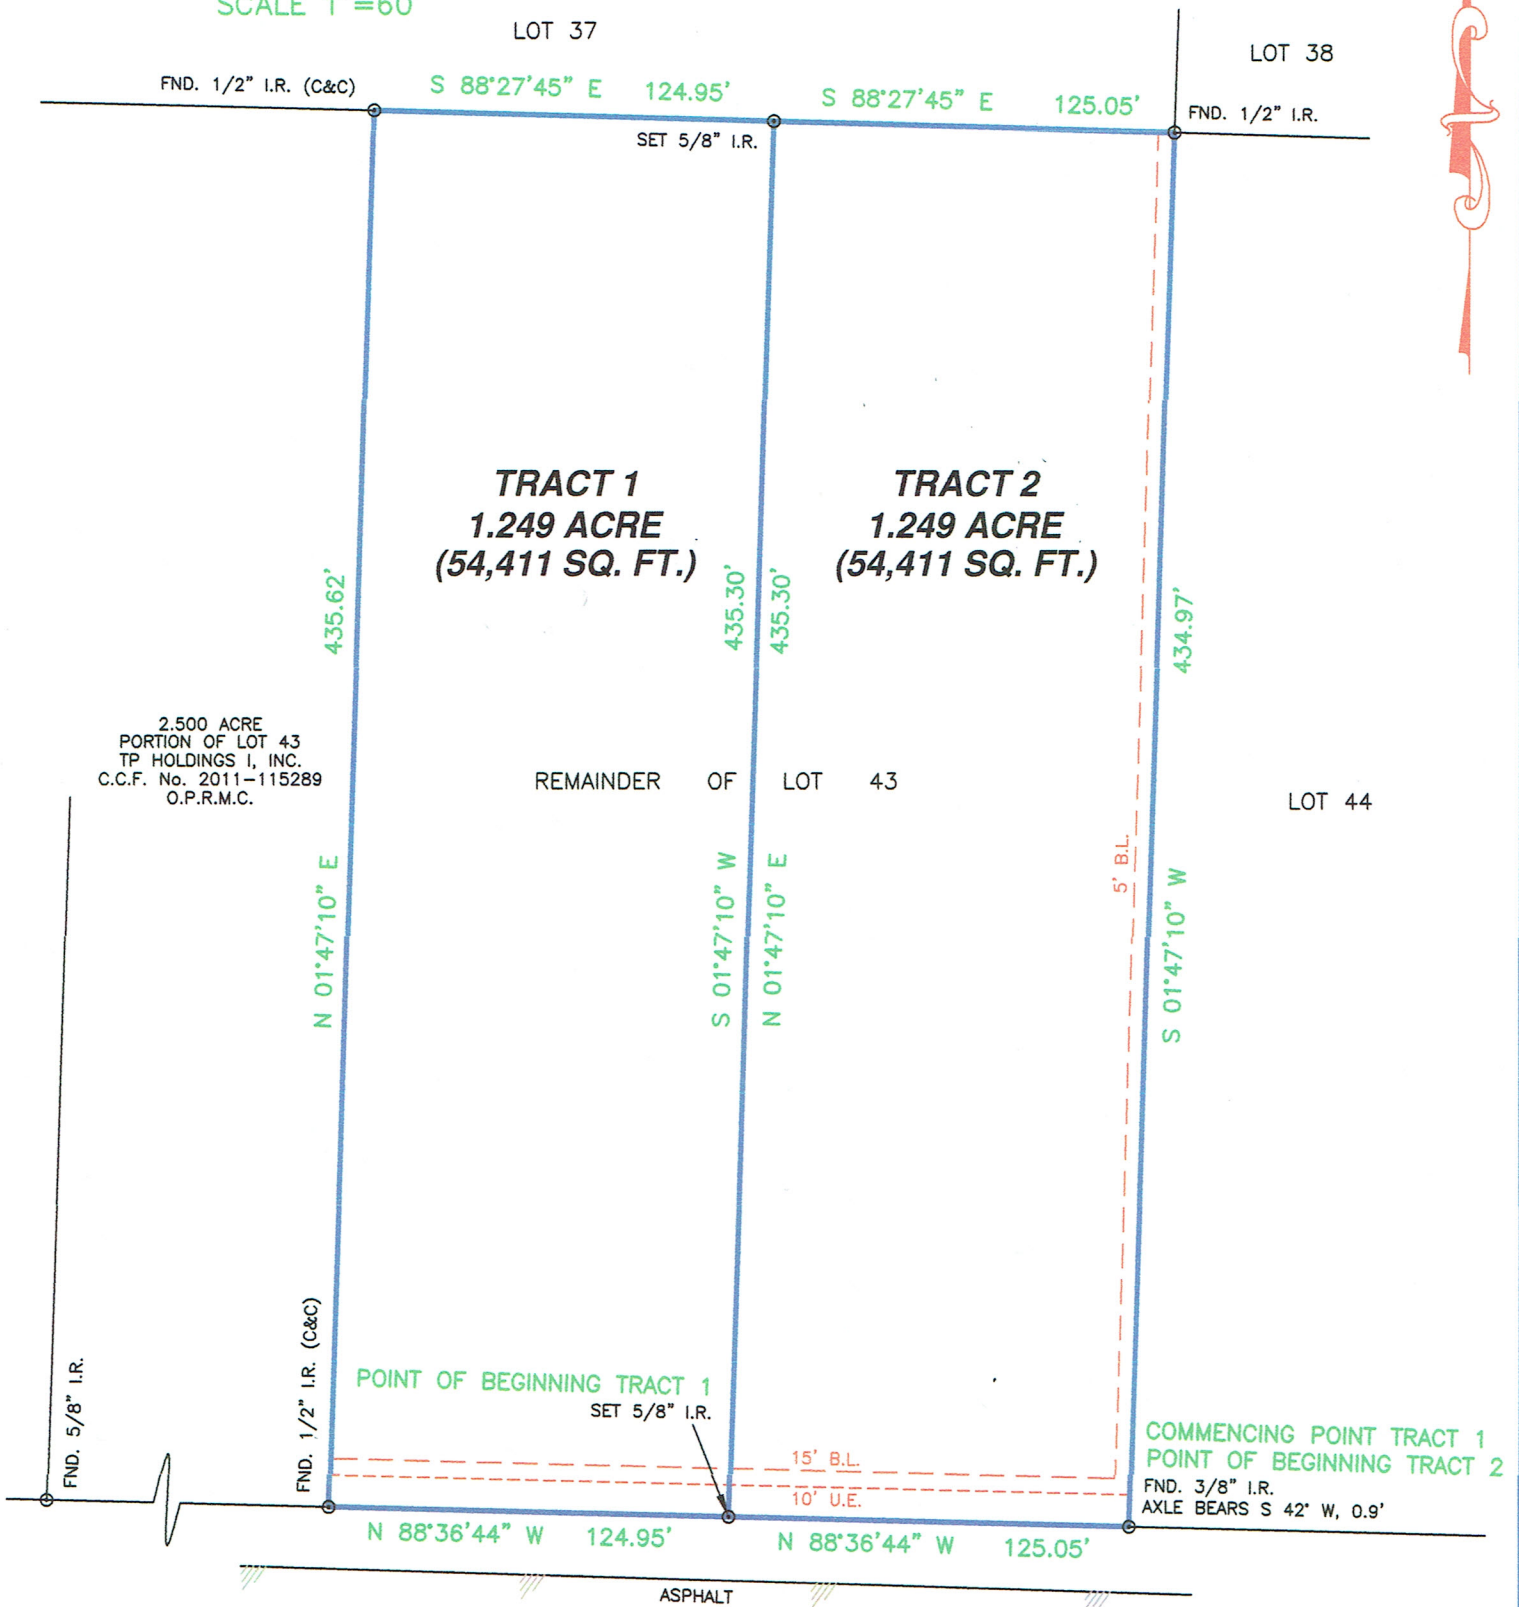 SCALE 1"=60'
LOT 37
LOT 38
FND. 1/2" I.R. (C&C)
S 88°27'45" E 124.95'
S 88°27'45" E 125.05'
FND. 1/2" I.R.
SET 5/8" I.R.
TRACT 1
1.249 ACRE
(54,411 SQ. FT.)
TRACT 2
1.249 ACRE
(54,411 SQ. FT.)
435.62'
435.30'
435.30'
434.97'
2.500 ACRE
PORTION OF LOT 43
TP HOLDINGS I, INC.
C.C.F. No. 2011-115289
O.P.R.M.C.
REMAINDER OF LOT 43
LOT 44
5' B.L.
N 01°47'10" E
S 01°47'10" W
N 01°47'10" E
S 01°47'10" W
FND. 5/8" I.R.
FND. 1/2" I.R. (C&C)
POINT OF BEGINNING TRACT 1
SET 5/8" I.R.
COMMENCING POINT TRACT 1
POINT OF BEGINNING TRACT 2
15' B.L.
10' U.E.
FND. 3/8" I.R.
AXLE BEARS S 42° W, 0.9'
N 88°36'44" W 124.95'
N 88°36'44" W 125.05'
ASPHALT